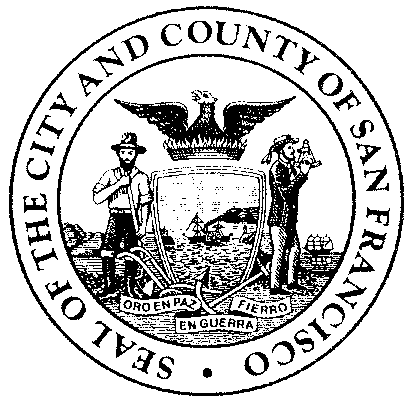 SEAL OF THE CITY AND COUNTY OF SAN FRANCISCO •
ORO EN PAZ
EN GUERRA
FIERRO